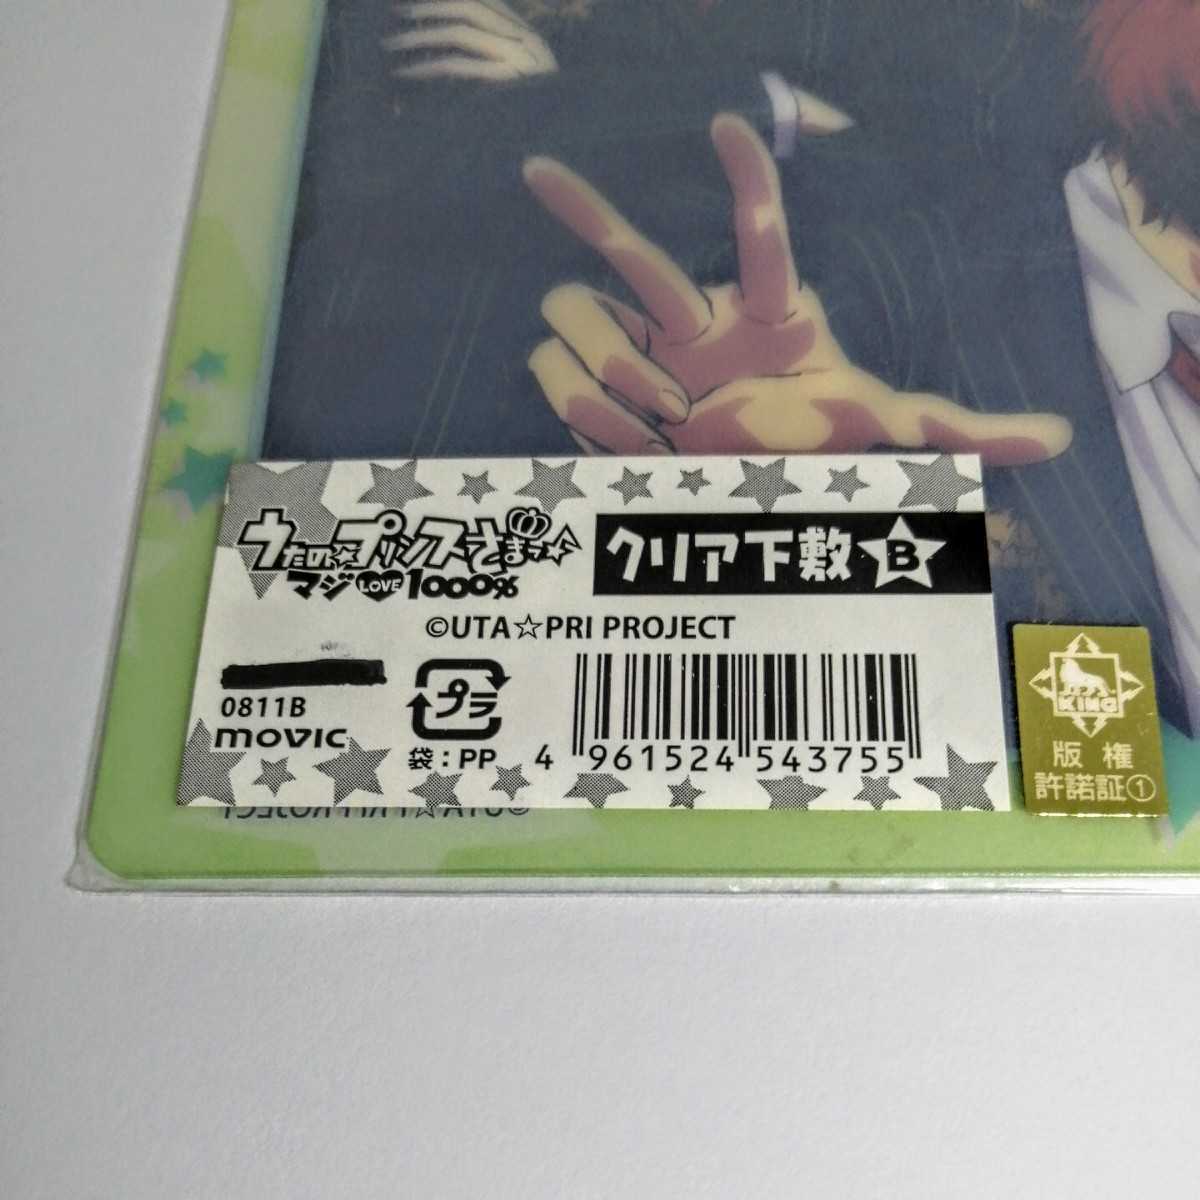 うたの☆プリンスさまっ♪
マジLOVE1000%
クリア下敷 B
©UTA☆PRI PROJECT
0811B
movic
プラ
袋：PP
4 961524 543755
KING
版権
許諾証①